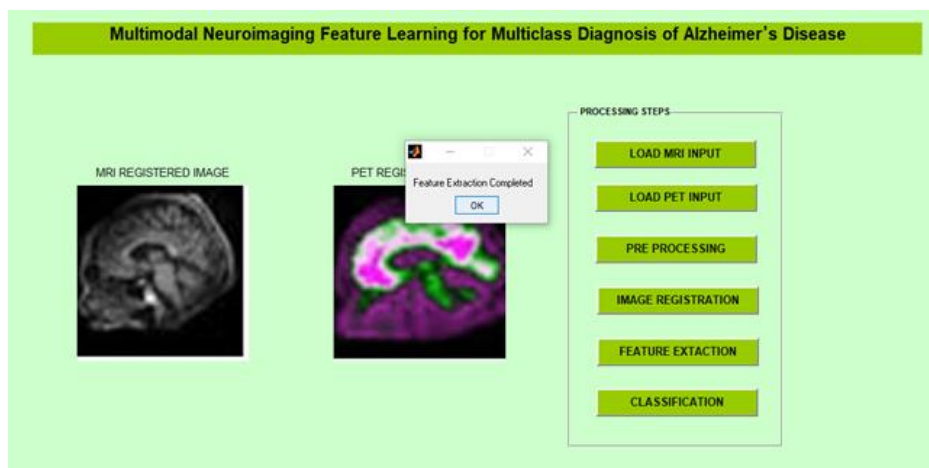 Multimodal Neuroimaging Feature Learning for Multiclass Diagnosis of Alzheimer's Disease
PROCESSING STEPS
LOAD MRI INPUT
LOAD PET INPUT
PRE PROCESSING
IMAGE REGISTRATION
FEATURE EXTACTION
CLASSIFICATION
MRI REGISTERED IMAGE
PET
Feature Extraction Completed
OK